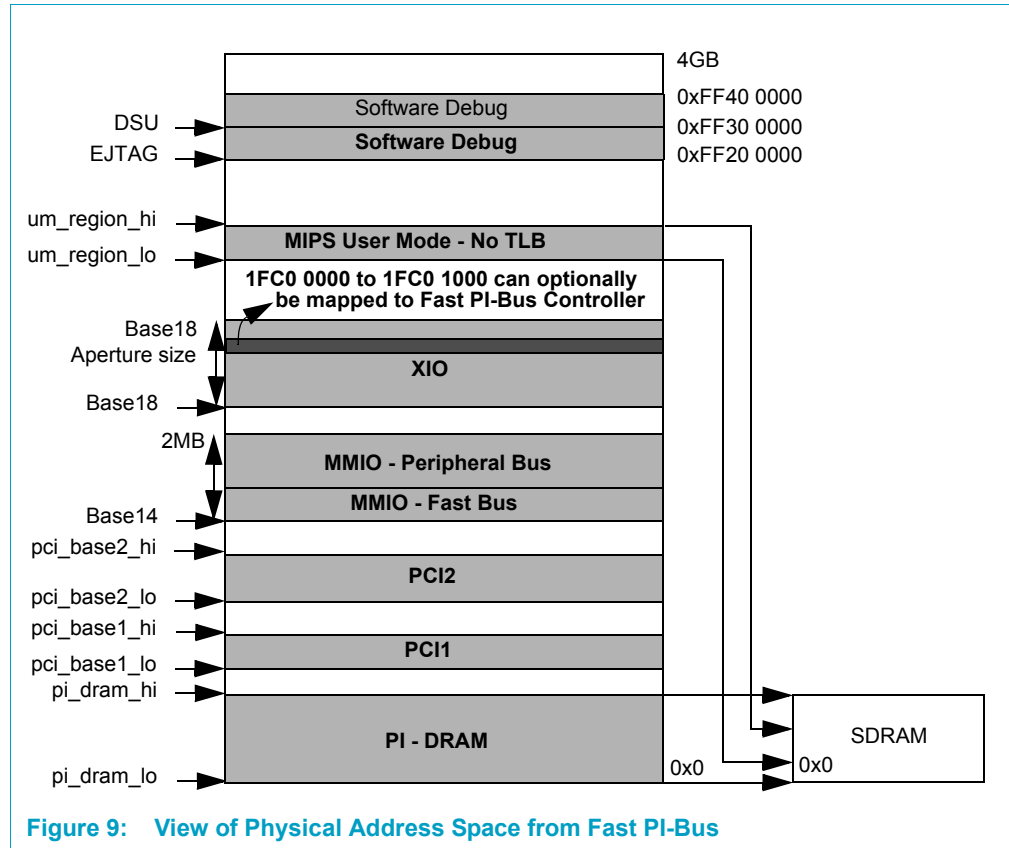 4GB
0xFF40 0000
Software Debug
DSU
0xFF30 0000
Software Debug
EJTAG
0xFF20 0000
um_region_hi
MIPS User Mode - No TLB
um_region_lo
1FC0 0000 to 1FC0 1000 can optionally
be mapped to Fast PI-Bus Controller
Base18
Aperture size
XIO
Base18
2MB
MMIO - Peripheral Bus
MMIO - Fast Bus
Base14
pci_base2_hi
PCI2
pci_base2_lo
pci_base1_hi
PCI1
pci_base1_lo
pi_dram_hi
PI - DRAM
SDRAM
pi_dram_lo
0x0
0x0
Figure 9: View of Physical Address Space from Fast PI-Bus